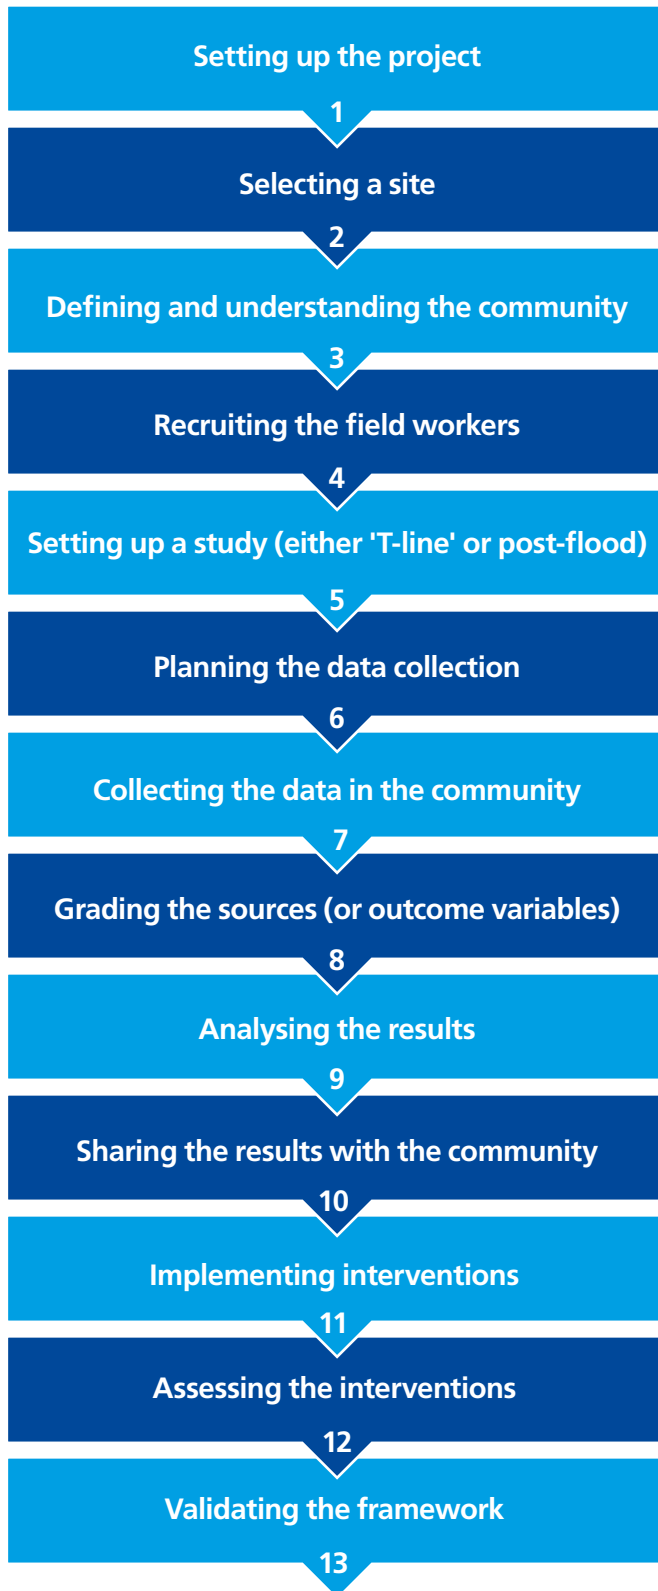 Setting up the project
1
Selecting a site
2
Defining and understanding the community
3
Recruiting the field workers
4
Setting up a study (either 'T-line' or post-flood)
5
Planning the data collection
6
Collecting the data in the community
7
Grading the sources (or outcome variables)
8
Analysing the results
9
Sharing the results with the community
10
Implementing interventions
11
Assessing the interventions
12
Validating the framework
13